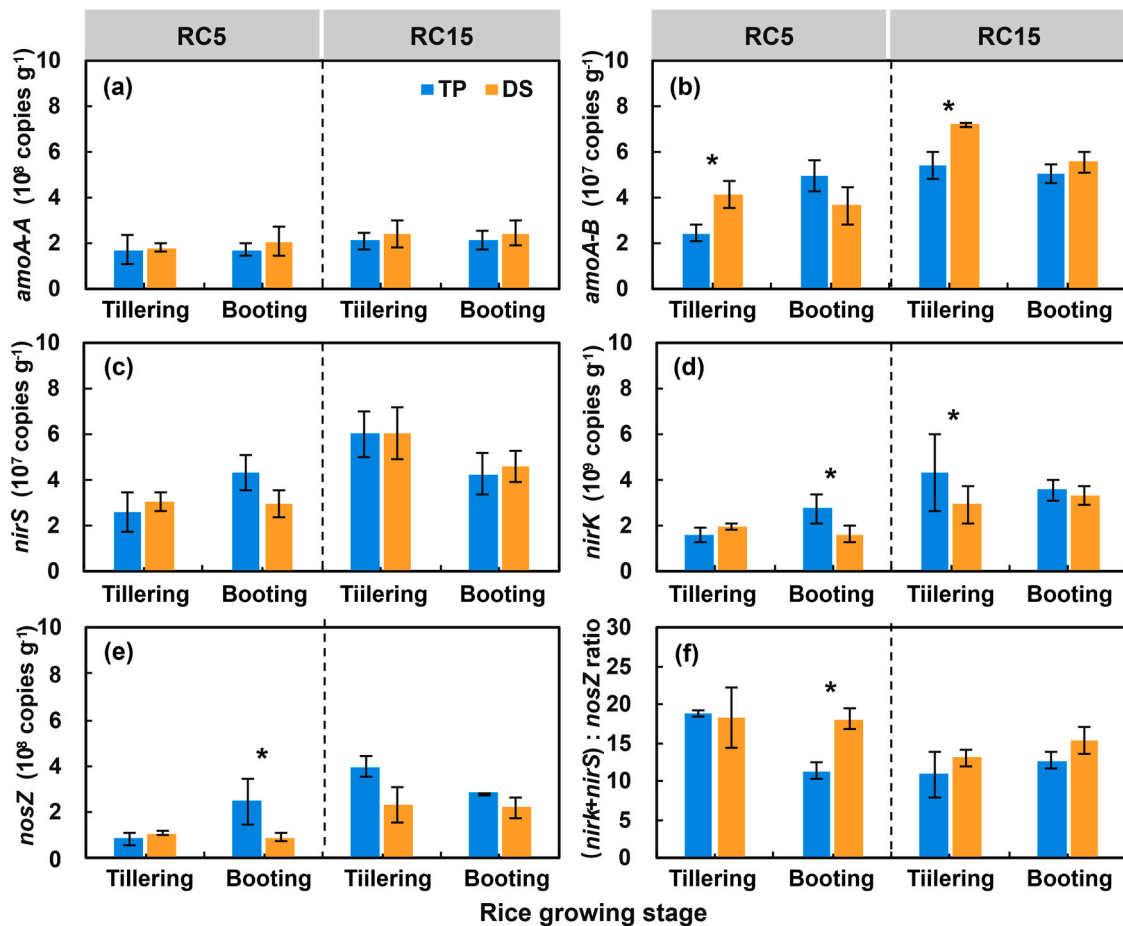 RC5 RC15 RC5 RC15
10 8 6 4 2 0
amoA-A (10⁸ copies g⁻¹)
(a)
TP DS
Tillering Booting Tiilering Booting
10 8 6 4 2 0
amoA-B (10⁷ copies g⁻¹)
(b)
* *
Tillering Booting Tiilering Booting
10 8 6 4 2 0
nirS (10⁷ copies g⁻¹)
(c)
Tillering Booting Tiilering Booting
10 8 6 4 2 0
nirK (10⁹ copies g⁻¹)
(d)
* *
Tillering Booting Tiilering Booting
10 8 6 4 2 0
nosZ (10⁸ copies g⁻¹)
(e)
*
Tillering Booting Tiilering Booting
30 25 20 15 10 5 0
(nirk+nirS) : nosZ ratio
(f)
*
Tillering Booting Tiilering Booting
Rice growing stage